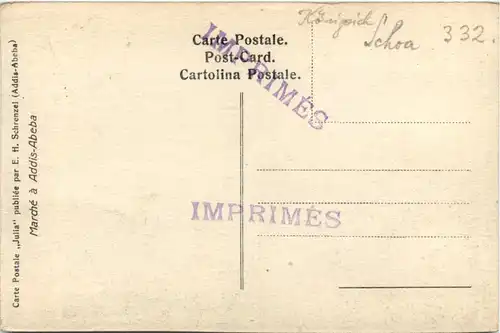 Carte Postale.
Post-Card.
Cartolina Postale.
IMPRIMÉS
Schoa
332.
IMPRIMÉS
Carte Postale „Julia" publiée par E. H. Schrenzel (Addis-Abeba)
Marché à Addis-Abeba